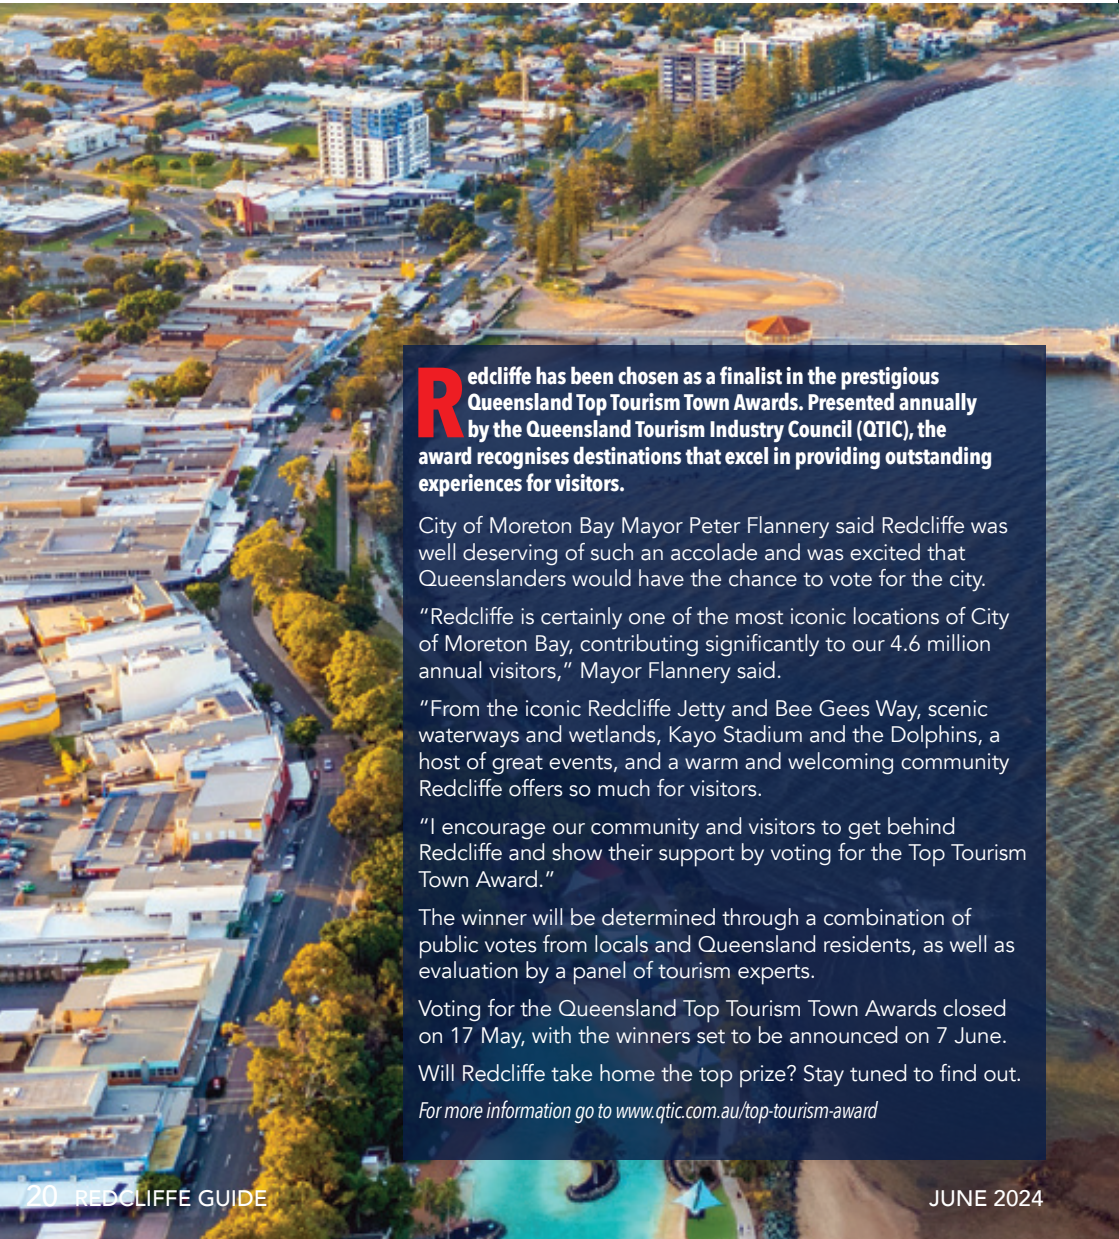 Redcliffe has been chosen as a finalist in the prestigious
Queensland Top Tourism Town Awards. Presented annually
by the Queensland Tourism Industry Council (QTIC), the
award recognises destinations that excel in providing outstanding
experiences for visitors.
City of Moreton Bay Mayor Peter Flannery said Redcliffe was
well deserving of such an accolade and was excited that
Queenslanders would have the chance to vote for the city.
“Redcliffe is certainly one of the most iconic locations of City
of Moreton Bay, contributing significantly to our 4.6 million
annual visitors,” Mayor Flannery said.
“From the iconic Redcliffe Jetty and Bee Gees Way, scenic
waterways and wetlands, Kayo Stadium and the Dolphins, a
host of great events, and a warm and welcoming community
Redcliffe offers so much for visitors.
“I encourage our community and visitors to get behind
Redcliffe and show their support by voting for the Top Tourism
Town Award.”
The winner will be determined through a combination of
public votes from locals and Queensland residents, as well as
evaluation by a panel of tourism experts.
Voting for the Queensland Top Tourism Town Awards closed
on 17 May, with the winners set to be announced on 7 June.
Will Redcliffe take home the top prize? Stay tuned to find out.
For more information go to www.qtic.com.au/top-tourism-award
20 REDCLIFFE GUIDE
JUNE 2024